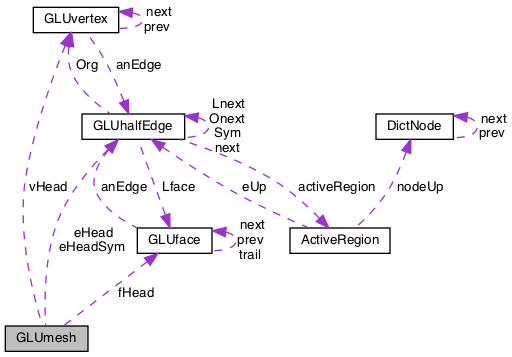 GLUvertex
next
prev
Org
anEdge
Lnext
Onext
Sym
next
GLUhalfEdge
DictNode
next
prev
vHead
anEdge
Lface
eUp
activeRegion
nodeUp
eHead
eHeadSym
GLUface
next
prev
trail
ActiveRegion
fHead
GLUmesh